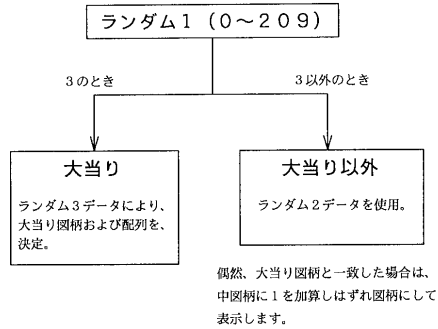 ランダム１（０～２０９）
３のとき
３以外のとき
大当り
ランダム３データにより、
大当り図柄および配列を、
決定。
大当り以外
ランダム２データを使用。
偶然、大当り図柄と一致した場合は、
中図柄に１を加算しはずれ図柄にして
表示します。